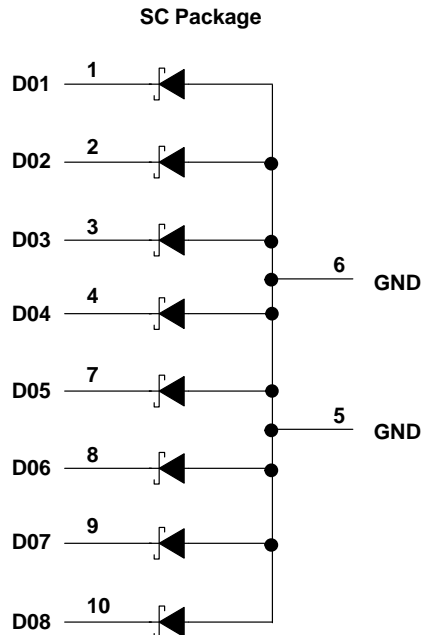 SC Package
D01 1
D02 2
D03 3
6 GND
D04 4
D05 7
5 GND
D06 8
D07 9
D08 10